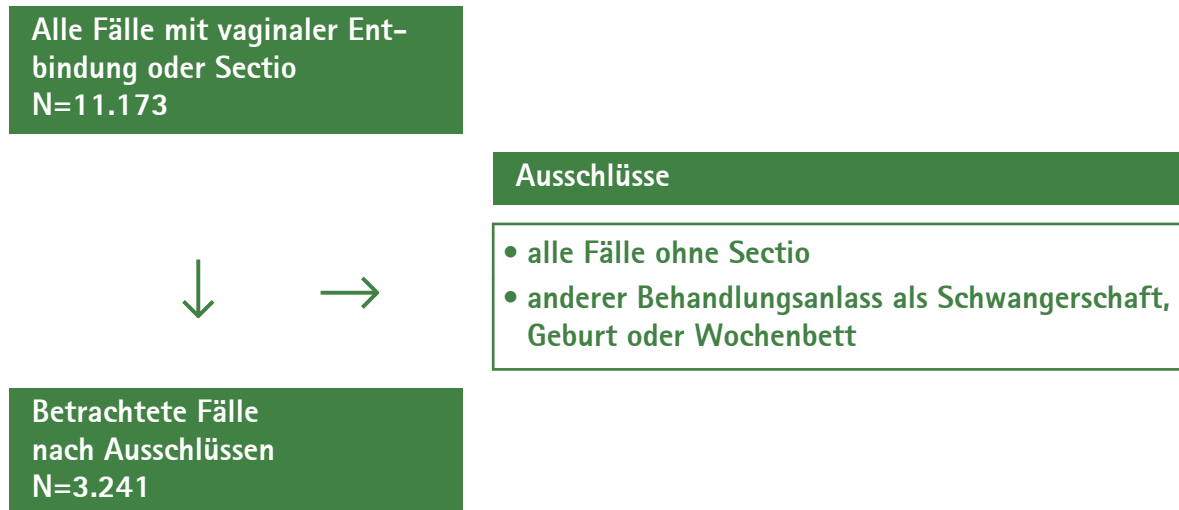 Alle Fälle mit vaginaler Ent-
bindung oder Sectio
N=11.173
Ausschlüsse
• alle Fälle ohne Sectio
• anderer Behandlungsanlass als Schwangerschaft,
Geburt oder Wochenbett
Betrachtete Fälle
nach Ausschlüssen
N=3.241